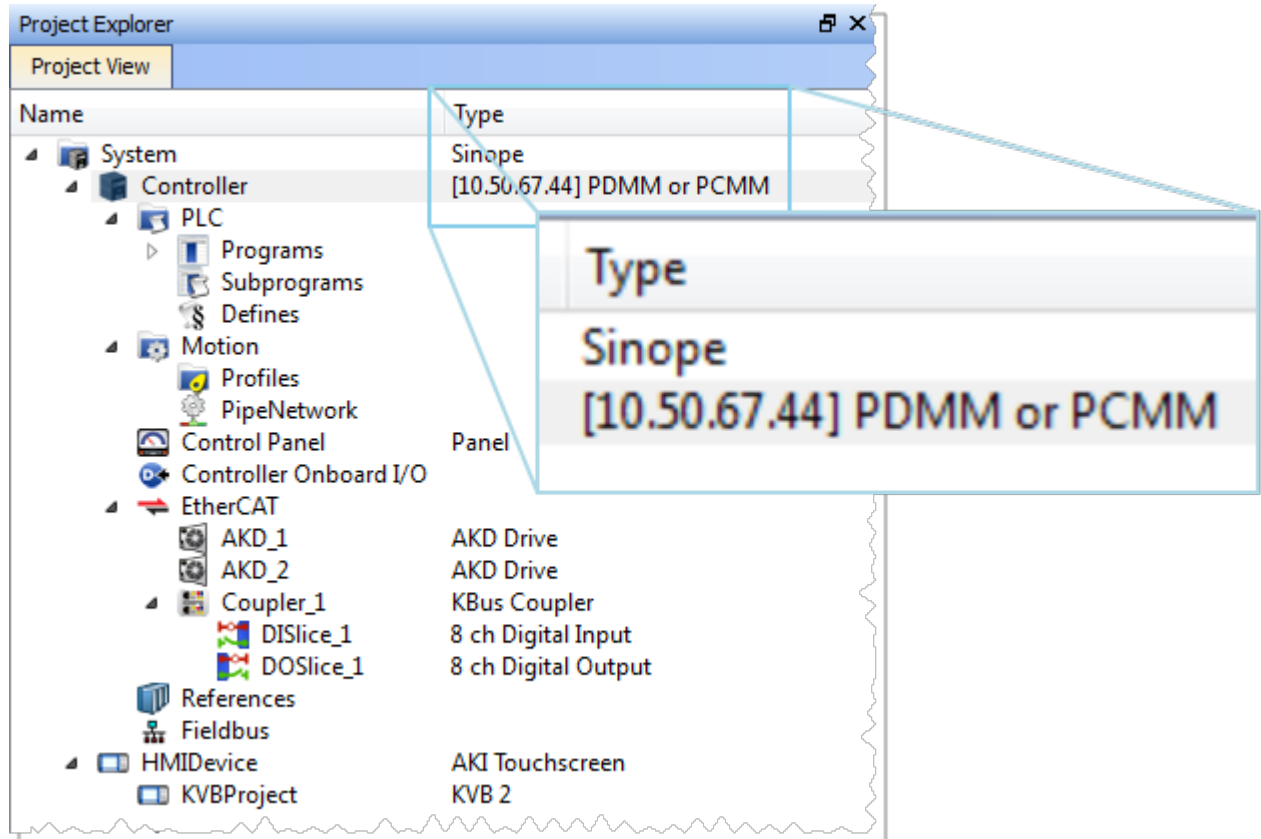 Project Explorer
Project View
Name Type
System Sinope
Controller [10.50.67.44] PDMM or PCMM
PLC
Programs
Subprograms
Defines
Motion
Profiles
PipeNetwork
Control Panel Panel
Controller Onboard I/O
EtherCAT
AKD_1 AKD Drive
AKD_2 AKD Drive
Coupler_1 KBus Coupler
DISlice_1 8 ch Digital Input
DOSlice_1 8 ch Digital Output
References
Fieldbus
HMIDevice AKI Touchscreen
KVBProject KVB 2
Type
Sinope
[10.50.67.44] PDMM or PCMM